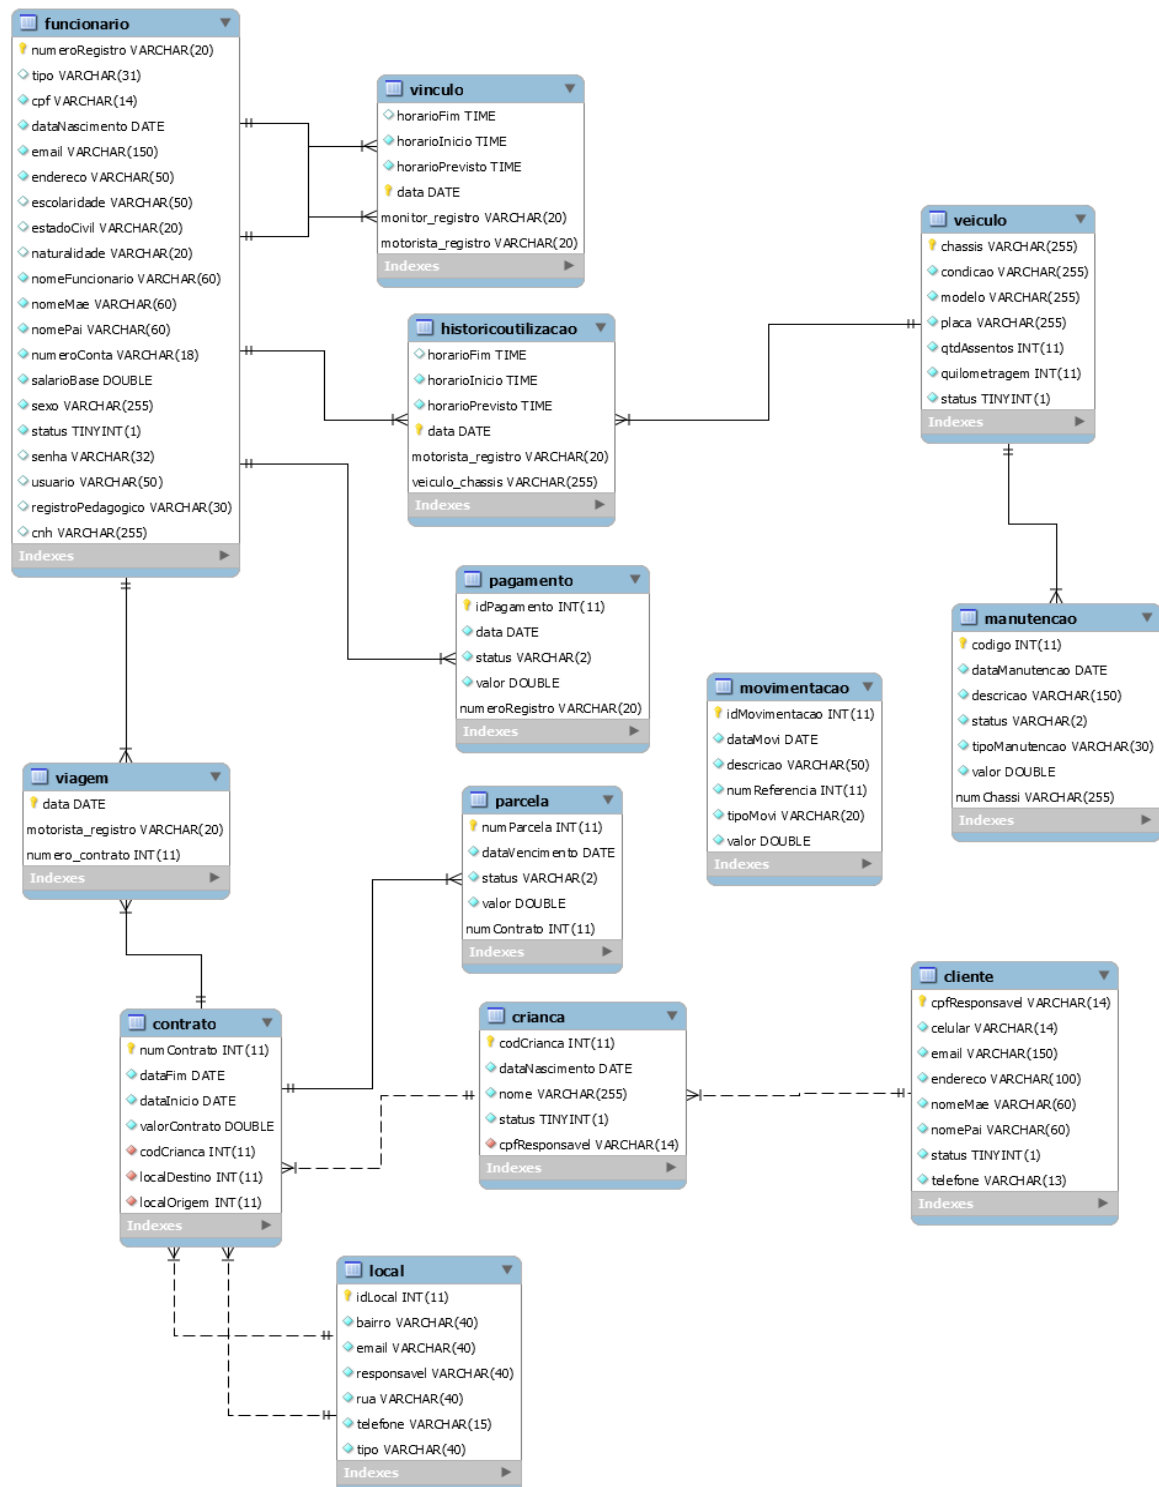 funcionario
numeroRegistro VARCHAR(20)
tipo VARCHAR(31)
cpf VARCHAR(14)
dataNascimento DATE
email VARCHAR(150)
endereco VARCHAR(50)
escolaridade VARCHAR(50)
estadoCivil VARCHAR(20)
naturalidade VARCHAR(20)
nomeFuncionario VARCHAR(60)
nomeMae VARCHAR(60)
nomePai VARCHAR(60)
numeroConta VARCHAR(18)
salarioBase DOUBLE
sexo VARCHAR(255)
status TINYINT(1)
senha VARCHAR(32)
usuario VARCHAR(50)
registroPedagogico VARCHAR(30)
cnh VARCHAR(255)
Indexes
vinculo
horarioFim TIME
horarioInicio TIME
horarioPrevisto TIME
data DATE
monitor_registro VARCHAR(20)
motorista_registro VARCHAR(20)
Indexes
historicoutilizacao
horarioFim TIME
horarioInicio TIME
horarioPrevisto TIME
data DATE
motorista_registro VARCHAR(20)
veiculo_chassis VARCHAR(255)
Indexes
veiculo
chassis VARCHAR(255)
condicao VARCHAR(255)
modelo VARCHAR(255)
placa VARCHAR(255)
qtdAssentos INT(11)
quilometragem INT(11)
status TINYINT(1)
Indexes
pagamento
idPagamento INT(11)
data DATE
status VARCHAR(2)
valor DOUBLE
numeroRegistro VARCHAR(20)
Indexes
manutencao
codigo INT(11)
dataManutencao DATE
descricao VARCHAR(150)
status VARCHAR(2)
tipoManutencao VARCHAR(30)
valor DOUBLE
numChassi VARCHAR(255)
Indexes
movimentacao
idMovimentacao INT(11)
dataMovi DATE
descricao VARCHAR(50)
numReferencia INT(11)
tipoMovi VARCHAR(20)
valor DOUBLE
Indexes
viagem
data DATE
motorista_registro VARCHAR(20)
numero_contrato INT(11)
Indexes
parcela
numParcela INT(11)
dataVencimento DATE
status VARCHAR(2)
valor DOUBLE
numContrato INT(11)
Indexes
contrato
numContrato INT(11)
dataFim DATE
dataInicio DATE
valorContrato DOUBLE
codCrianca INT(11)
localDestino INT(11)
localOrigem INT(11)
Indexes
crianca
codCrianca INT(11)
dataNascimento DATE
nome VARCHAR(255)
status TINYINT(1)
cpfResponsavel VARCHAR(14)
Indexes
cliente
cpfResponsavel VARCHAR(14)
celular VARCHAR(14)
email VARCHAR(150)
endereco VARCHAR(100)
nomeMae VARCHAR(60)
nomePai VARCHAR(60)
status TINYINT(1)
telefone VARCHAR(13)
Indexes
local
idLocal INT(11)
bairro VARCHAR(40)
email VARCHAR(40)
responsavel VARCHAR(40)
rua VARCHAR(40)
telefone VARCHAR(15)
tipo VARCHAR(40)
Indexes